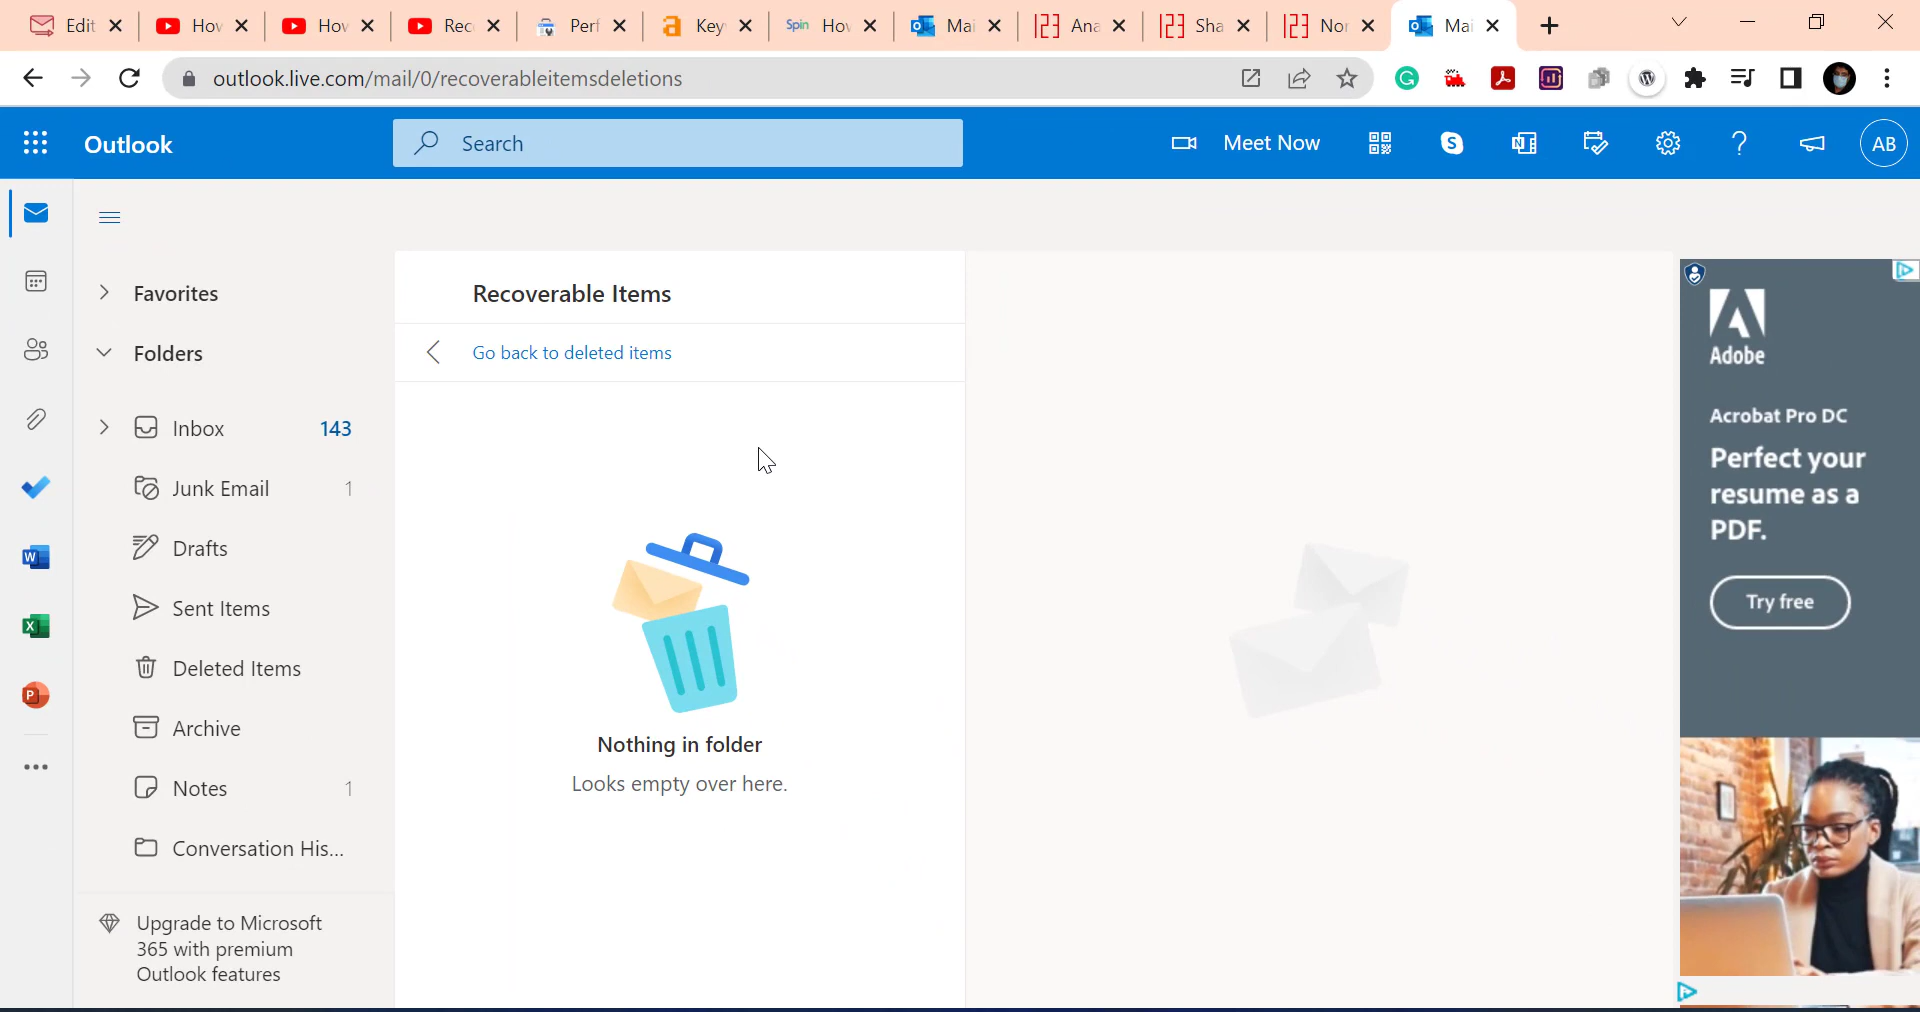 Edit
Hov
Hov
Rec
Perf
Key
Spin Hov
Mai
Ana
Sha
Nor
Mai
outlook.live.com/mail/0/recoverableitemsdeletions
Outlook
Search
Meet Now
AB
Favorites
Folders
Inbox 143
Junk Email 1
Drafts
Sent Items
Deleted Items
Archive
Notes 1
Conversation His...
Upgrade to Microsoft
365 with premium
Outlook features
Recoverable Items
Go back to deleted items
Nothing in folder
Looks empty over here.
Adobe
Acrobat Pro DC
Perfect your
resume as a
PDF.
Try free